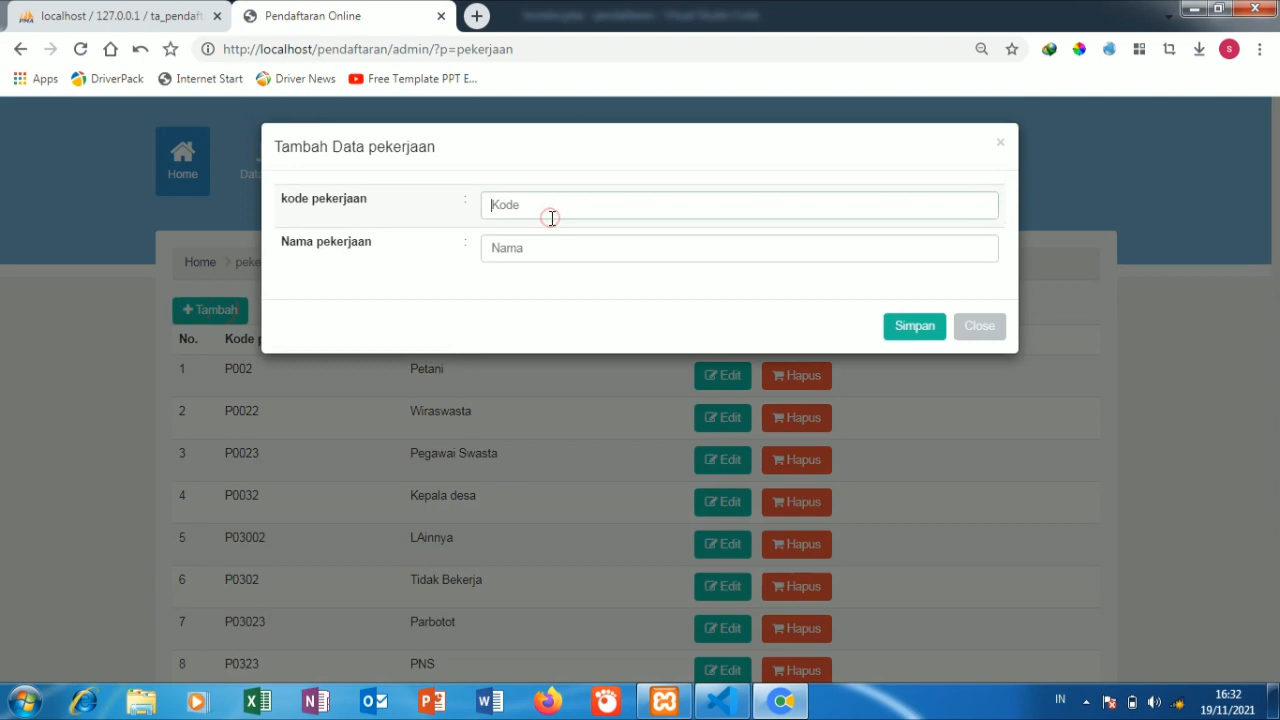 localhost / 127.0.0.1 / ta_pendaft
Pendaftaran Online
http://localhost/pendaftaran/admin/?p=pekerjaan
S
Apps
DriverPack
Internet Start
Driver News
Free Template PPT E...
Tambah Data pekerjaan
×
Home
Dat
kode pekerjaan
:
Kode
Nama pekerjaan
:
Nama
Home
peke
Tambah
Simpan
Close
No.
Kode p
1 P002 Petani Edit Hapus
2 P0022 Wiraswasta Edit Hapus
3 P0023 Pegawai Swasta Edit Hapus
4 P0032 Kepala desa Edit Hapus
5 P03002 LAinnya Edit Hapus
6 P0302 Tidak Bekerja Edit Hapus
7 P03023 Parbotot Edit Hapus
8 P0323 PNS Edit Hapus
IN
16:32
19/11/2021